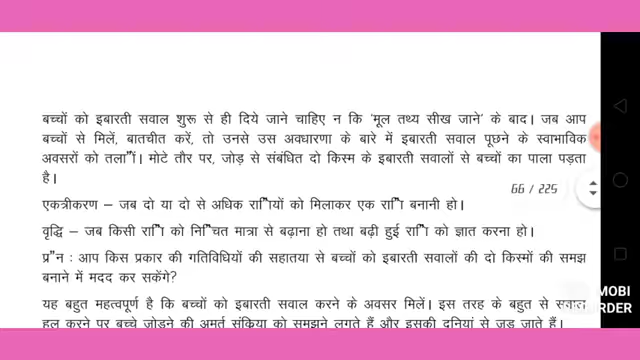 बच्चों को इबारती सवाल शुरू से ही दिये जाने चाहिए न कि 'मूल तथ्य सीख जाने' के बाद। जब आप
बच्चों से मिलें, बातचीत करें, तो उनसे उस अवधारणा के बारे में इबारती सवाल पूछने के स्वाभाविक
अवसरों को तला"ों। मोटे तौर पर, जोड़ से संबंधित दो किस्म के इबारती सवालों से बच्चों का पाला पड़ता
है।
66 / 225
एकत्रीकरण – जब दो या दो से अधिक रा"ियों को मिलाकर एक रा"ि बनानी हो।
वृद्धि – जब किसी रा"ि को नि"िचत मात्रा से बढ़ाना हो तथा बढ़ी हुई रा"ि को ज्ञात करना हो।
प्र"न : आप किस प्रकार की गतिविधियों की सहातया से बच्चों को इबारती सवालों की दो किस्मों की समझ
बनाने में मदद कर सकेंगे?
यह बहुत महत्वपूर्ण है कि बच्चों को इबारती सवाल करने के अवसर मिलें। इस तरह के बहुत से सवाल
हल करने पर बच्चे जोड़ने की अमूर्त संक्रिया को समझने लगते हैं और इसकी दुनियां से जुड़ जाते हैं।
MOBI
ORDER